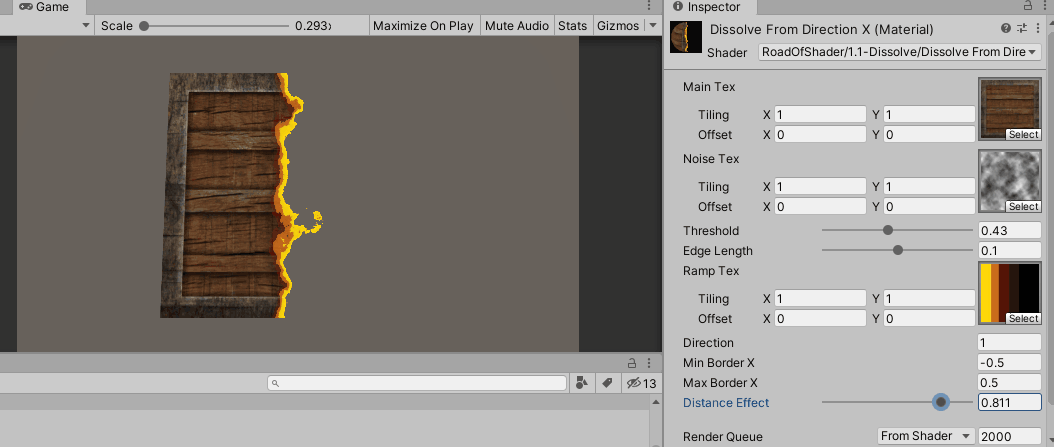 Game
Scale 0.293x Maximize On Play Mute Audio Stats Gizmos
13
Inspector
Dissolve From Direction X (Material)
Shader RoadOfShader/1.1-Dissolve/Dissolve From Dire
Main Tex
Tiling X 1 Y 1
Offset X 0 Y 0
Select
Noise Tex
Tiling X 1 Y 1
Offset X 0 Y 0
Select
Threshold 0.43
Edge Length 0.1
Ramp Tex
Tiling X 1 Y 1
Offset X 0 Y 0
Select
Direction 1
Min Border X -0.5
Max Border X 0.5
Distance Effect 0.811
Render Queue From Shader 2000